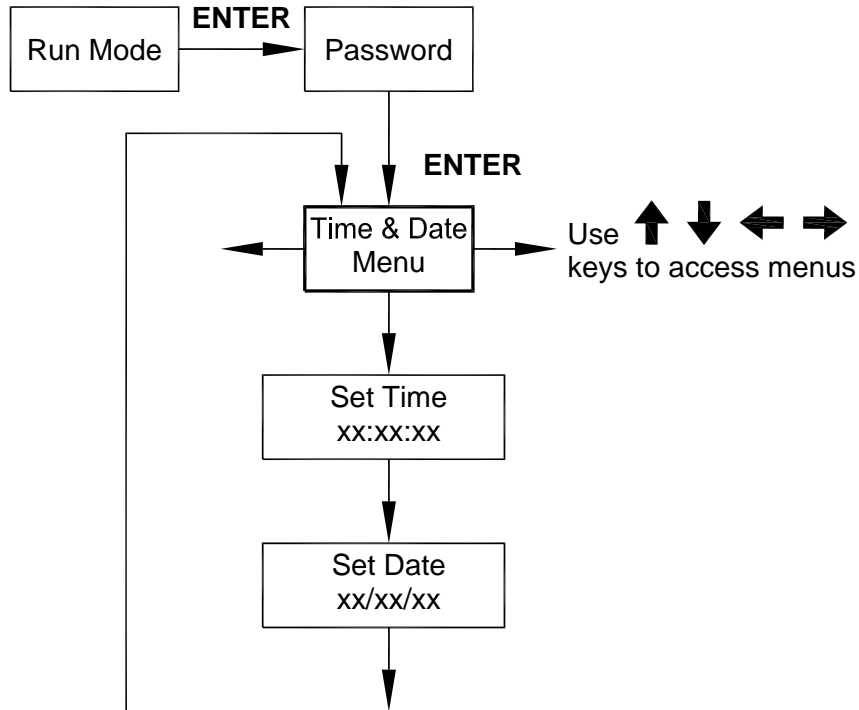 ENTER
Run Mode
Password
ENTER
Time & Date
Menu
Use
keys to access menus
Set Time
xx:xx:xx
Set Date
xx/xx/xx